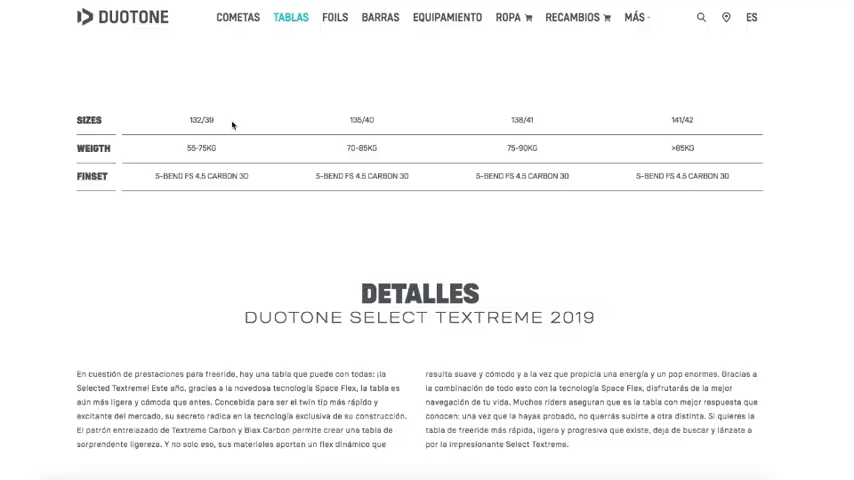 DUOTONE COMETAS TABLAS FOILS BARRAS EQUIPAMIENTO ROPA RECAMBIOS MÁS ES
SIZES 132/39 135/40 138/41 141/42
WEIGTH 55-75KG 70-85KG 75-90KG >85KG
FINSET S-BEND FS 4.5 CARBON 30 S-BEND FS 4.5 CARBON 30 S-BEND FS 4.5 CARBON 30 S-BEND FS 4.5 CARBON 30
DETALLES
DUOTONE SELECT TEXTREME 2019
En cuestión de prestaciones para freeride, hay una tabla que puede con todas: ¡la
Selected Textreme! Este año, gracias a la novedosa tecnología Space Flex, la tabla es
aún más ligera y cómoda que antes. Concebida para ser el twin tip más rápido y
excitante del mercado, su secreto radica en la tecnología exclusiva de su construcción.
El patrón entrelazado de Textreme Carbon y Biax Carbon permite crear una tabla de
sorprendente ligereza. Y no solo eso, sus materiales aportan un flex dinámico que
resulta suave y cómodo y a la vez que propicia una energía y un pop enormes. Gracias a
la combinación de todo esto con la tecnología Space Flex, disfrutarás de la mejor
navegación de tu vida. Muchos riders aseguran que es la tabla con mejor respuesta que
conocen: una vez que la hayas probado, no querrás subirte a otra distinta. Si quieres la
tabla de freeride más rápida, ligera y progresiva que existe, deja de buscar y lánzate a
por la impresionante Select Textreme.